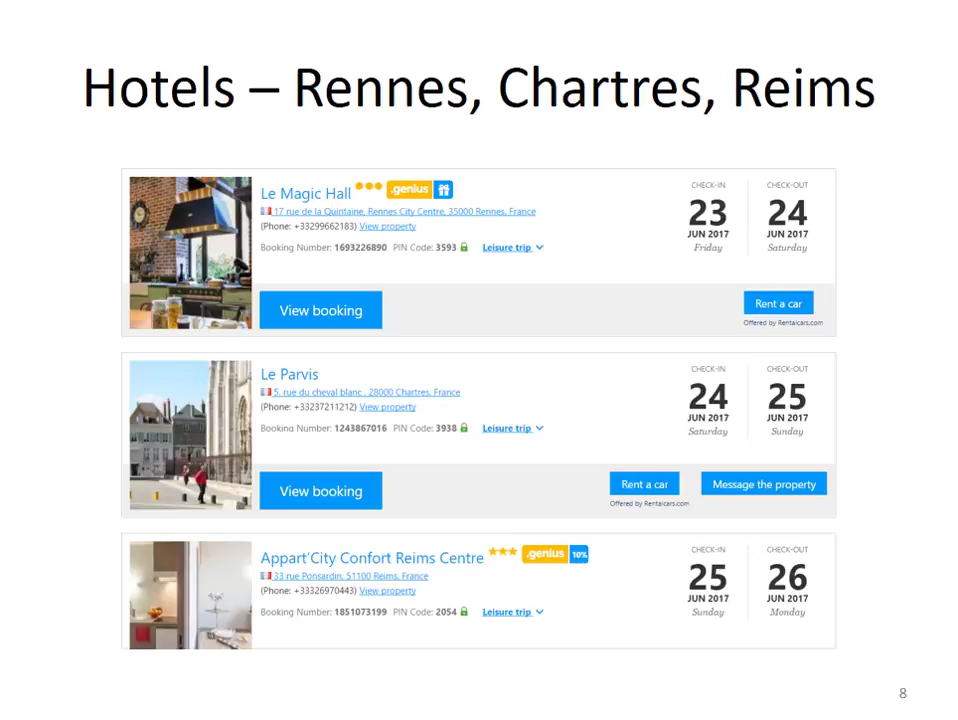 Hotels – Rennes, Chartres, Reims
Le Magic Hall .genius
17 rue de la Quintaine, Rennes City Centre, 35000 Rennes, France
(Phone: +33299662183) View property
Booking Number: 1693226890 PIN Code: 3593 Leisure trip
CHECK-IN
23
JUN 2017
Friday
CHECK-OUT
24
JUN 2017
Saturday
View booking
Rent a car
Offered by Rentalcars.com
Le Parvis
5, rue du cheval blanc , 28000 Chartres, France
(Phone: +33237211212) View property
Booking Number: 1243867016 PIN Code: 3938 Leisure trip
CHECK-IN
24
JUN 2017
Saturday
CHECK-OUT
25
JUN 2017
Sunday
View booking
Rent a car
Offered by Rentalcars.com
Message the property
Appart'City Confort Reims Centre .genius 10%
33 rue Ponsardin, 51100 Reims, France
(Phone: +33326970443) View property
Booking Number: 1851073199 PIN Code: 2054 Leisure trip
CHECK-IN
25
JUN 2017
Sunday
CHECK-OUT
26
JUN 2017
Monday
8